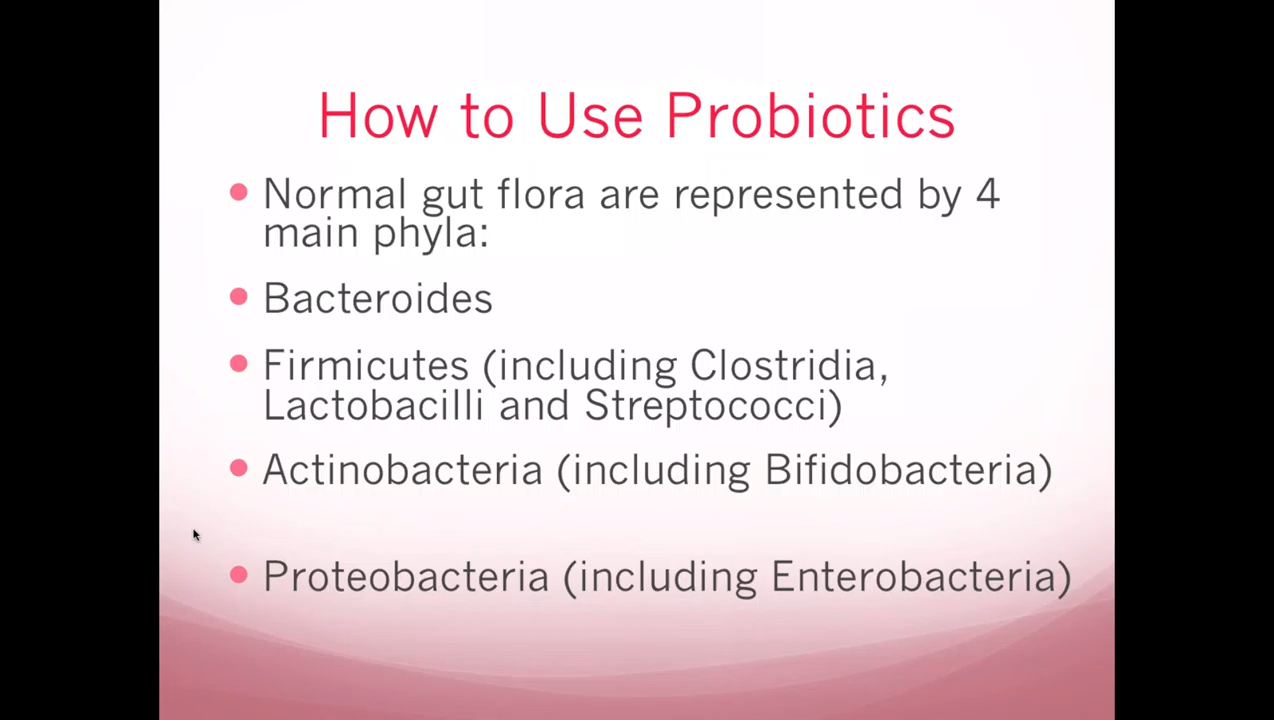 How to Use Probiotics
Normal gut flora are represented by 4
main phyla:
Bacteroides
Firmicutes (including Clostridia,
Lactobacilli and Streptococci)
Actinobacteria (including Bifidobacteria)
Proteobacteria (including Enterobacteria)